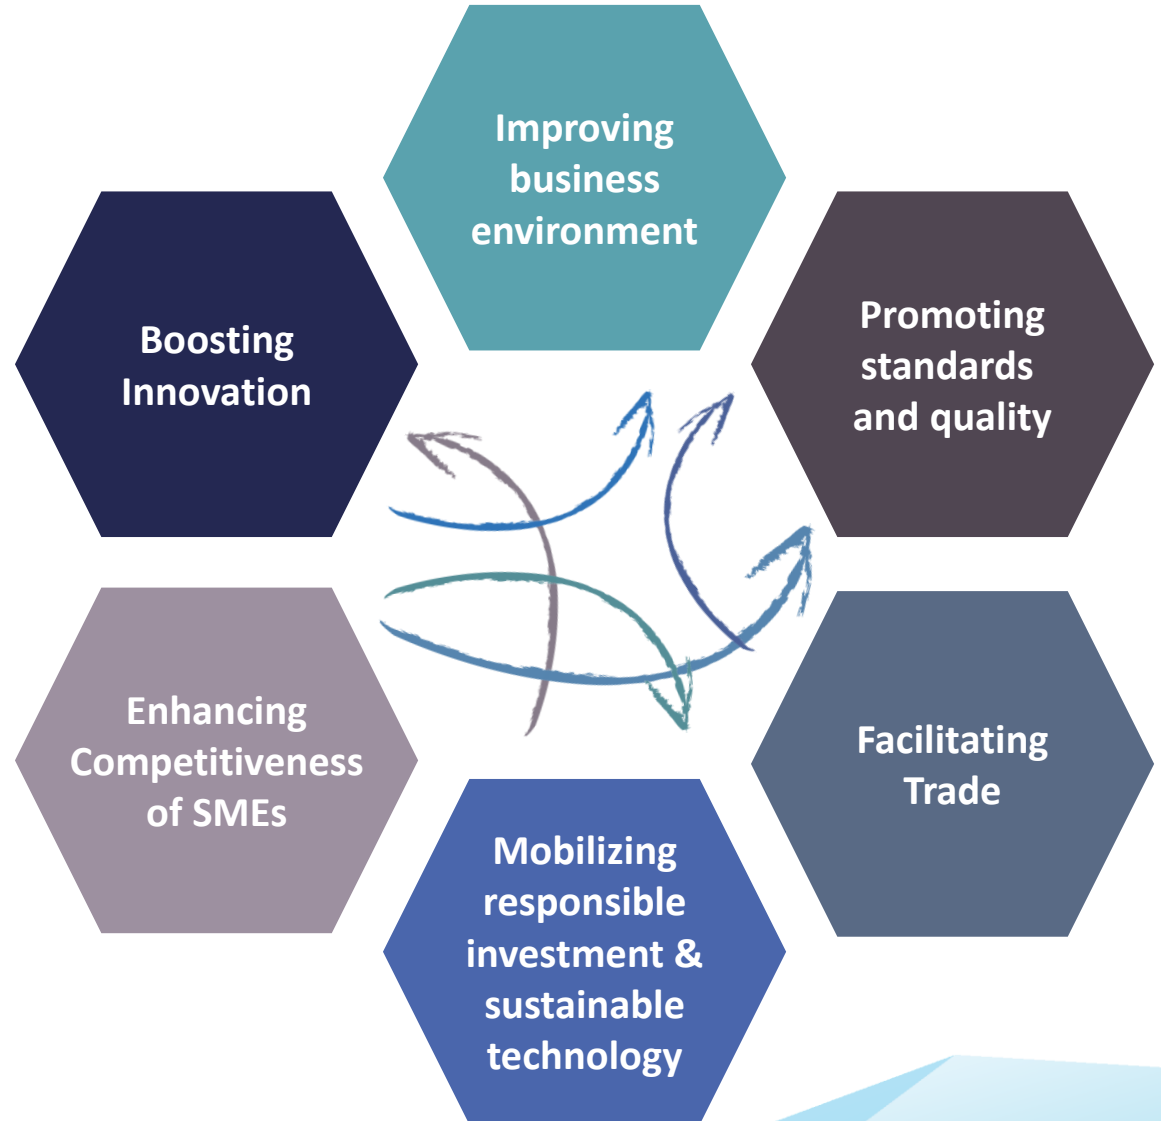 Improving
business
environment
Promoting
standards
and quality
Boosting
Innovation
Enhancing
Competitiveness
of SMEs
Facilitating
Trade
Mobilizing
responsible
investment &
sustainable
technology